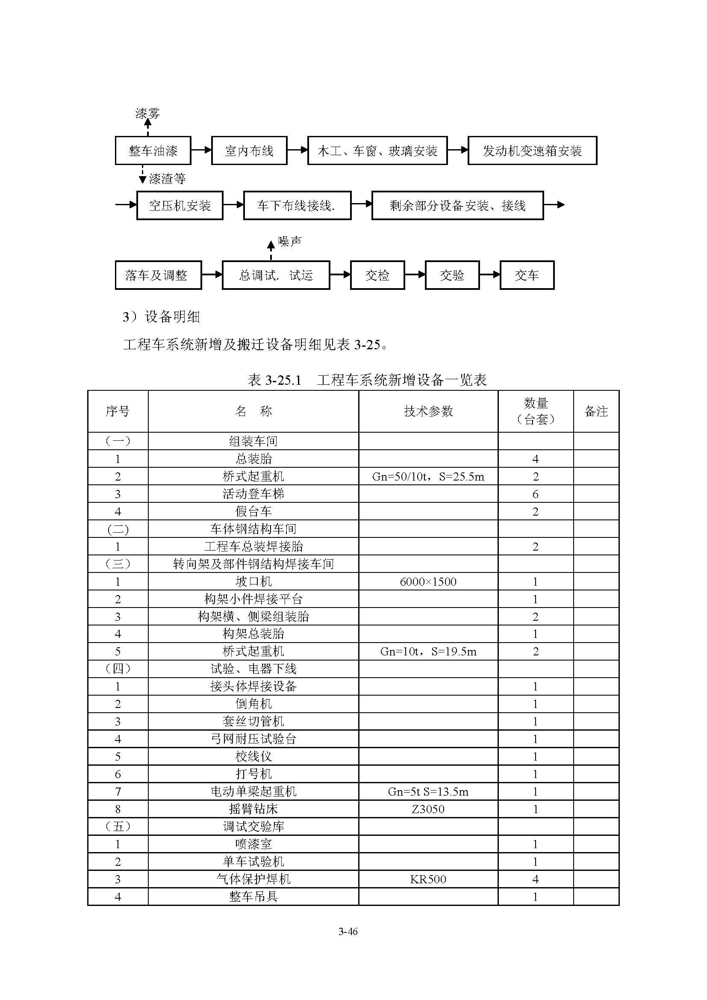 漆雾
整车油漆 室内布线 木工、车窗、玻璃安装 发动机变速箱安装
漆渣等
空压机安装 车下布线接线. 剩余部分设备安装、接线
噪声
落车及调整 总调试. 试运 交检 交验 交车
3）设备明细
工程车系统新增及搬迁设备明细见表 3-25。
表 3-25.1 工程车系统新增设备一览表
序号 名 称 技术参数 数量（台套） 备注
（一） 组装车间
1 总装胎 4
2 桥式起重机 Gn=50/10t，S=25.5m 2
3 活动登车梯 6
4 假台车 2
(二) 车体钢结构车间
1 工程车总装焊接胎 2
（三） 转向架及部件钢结构焊接车间
1 坡口机 6000×1500 1
2 构架小件焊接平台 1
3 构架横、侧梁组装胎 2
4 构架总装胎 1
5 桥式起重机 Gn=10t，S=19.5m 2
（四） 试验、电器下线
1 接头体焊接设备 1
2 倒角机 1
3 套丝切管机 1
4 弓网耐压试验台 1
5 校线仪 1
6 打号机 1
7 电动单梁起重机 Gn=5t S=13.5m 1
8 摇臂钻床 Z3050 1
（五） 调试交验库
1 喷漆室 1
2 单车试验机 1
3 气体保护焊机 KR500 4
4 整车吊具 1
3-46